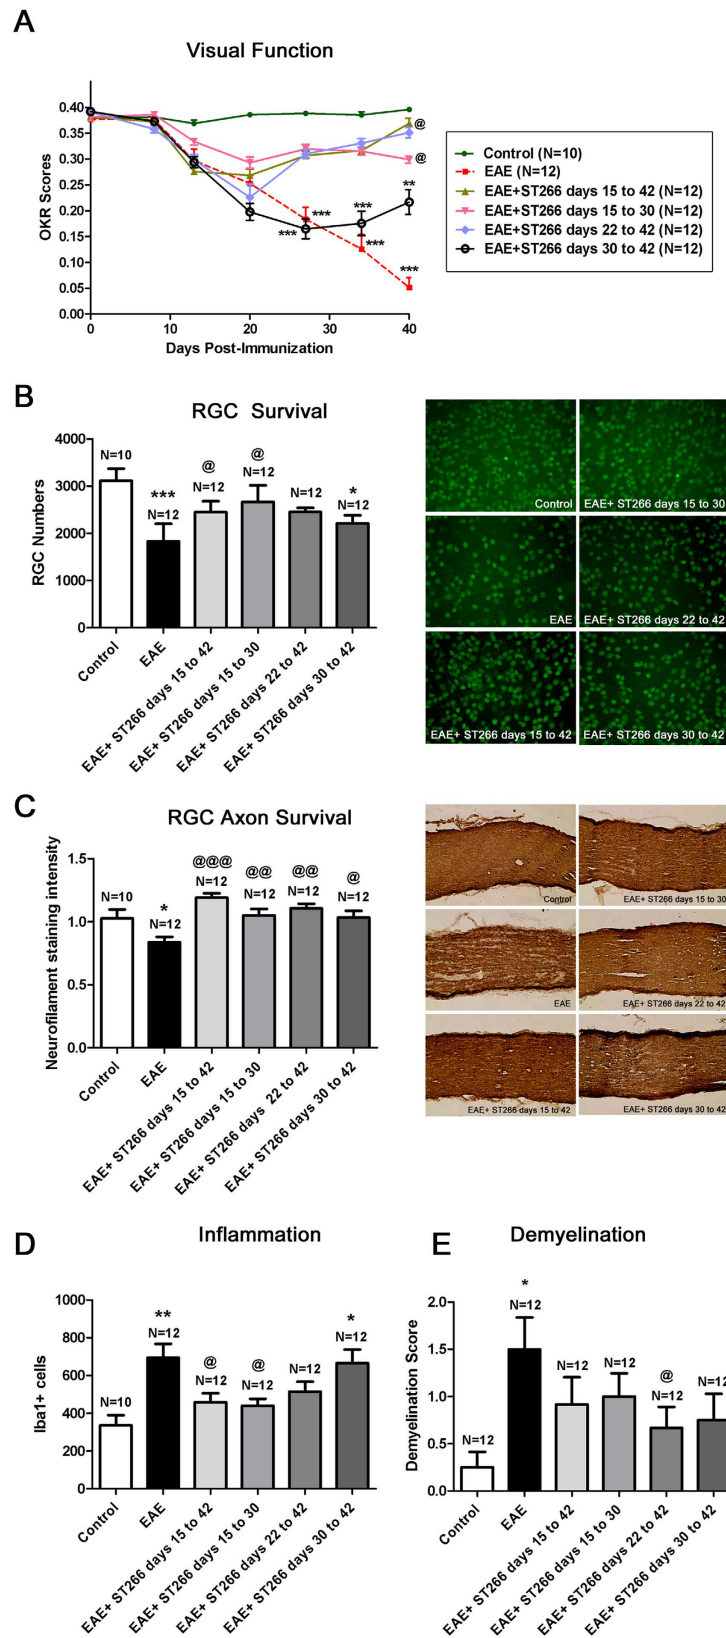 A
Visual Function
0.40
0.35
0.30
0.25
0.20
0.15
0.10
0.05
0.00
OKR Scores
0
10
20
30
40
Days Post-Immunization
@
@
**
***
***
***
***
***
Control (N=10)
EAE (N=12)
EAE+ST266 days 15 to 42 (N=12)
EAE+ST266 days 15 to 30 (N=12)
EAE+ST266 days 22 to 42 (N=12)
EAE+ST266 days 30 to 42 (N=12)
B
RGC Survival
4000
3000
2000
1000
0
RGC Numbers
N=10
***
N=12
@
N=12
@
N=12
N=12
*
N=12
Control
EAE
EAE+ ST266 days 15 to 42
EAE+ ST266 days 15 to 30
EAE+ ST266 days 22 to 42
EAE+ ST266 days 30 to 42
Control
EAE+ ST266 days 15 to 30
EAE
EAE+ ST266 days 22 to 42
EAE+ ST266 days 15 to 42
EAE+ ST266 days 30 to 42
C
RGC Axon Survival
1.5
1.0
0.5
0.0
Neurofilament staining intensity
N=10
*
N=12
@@@
N=12
@@
N=12
@@
N=12
@
N=12
Control
EAE
EAE+ ST266 days 15 to 42
EAE+ ST266 days 15 to 30
EAE+ ST266 days 22 to 42
EAE+ ST266 days 30 to 42
Control
EAE+ ST266 days 15 to 30
EAE
EAE+ ST266 days 22 to 42
EAE+ ST266 days 15 to 42
EAE+ ST266 days 30 to 42
D
Inflammation
1000
800
600
400
200
0
Iba1+ cells
N=10
**
N=12
@
N=12
@
N=12
N=12
*
N=12
Control
EAE
EAE+ ST266 days 15 to 42
EAE+ ST266 days 15 to 30
EAE+ ST266 days 22 to 42
EAE+ ST266 days 30 to 42
E
Demyelination
2.0
1.5
1.0
0.5
0.0
Demyelination Score
N=12
*
N=12
N=12
N=12
@
N=12
N=12
Control
EAE
EAE+ ST266 days 15 to 42
EAE+ ST266 days 15 to 30
EAE+ ST266 days 22 to 42
EAE+ ST266 days 30 to 42